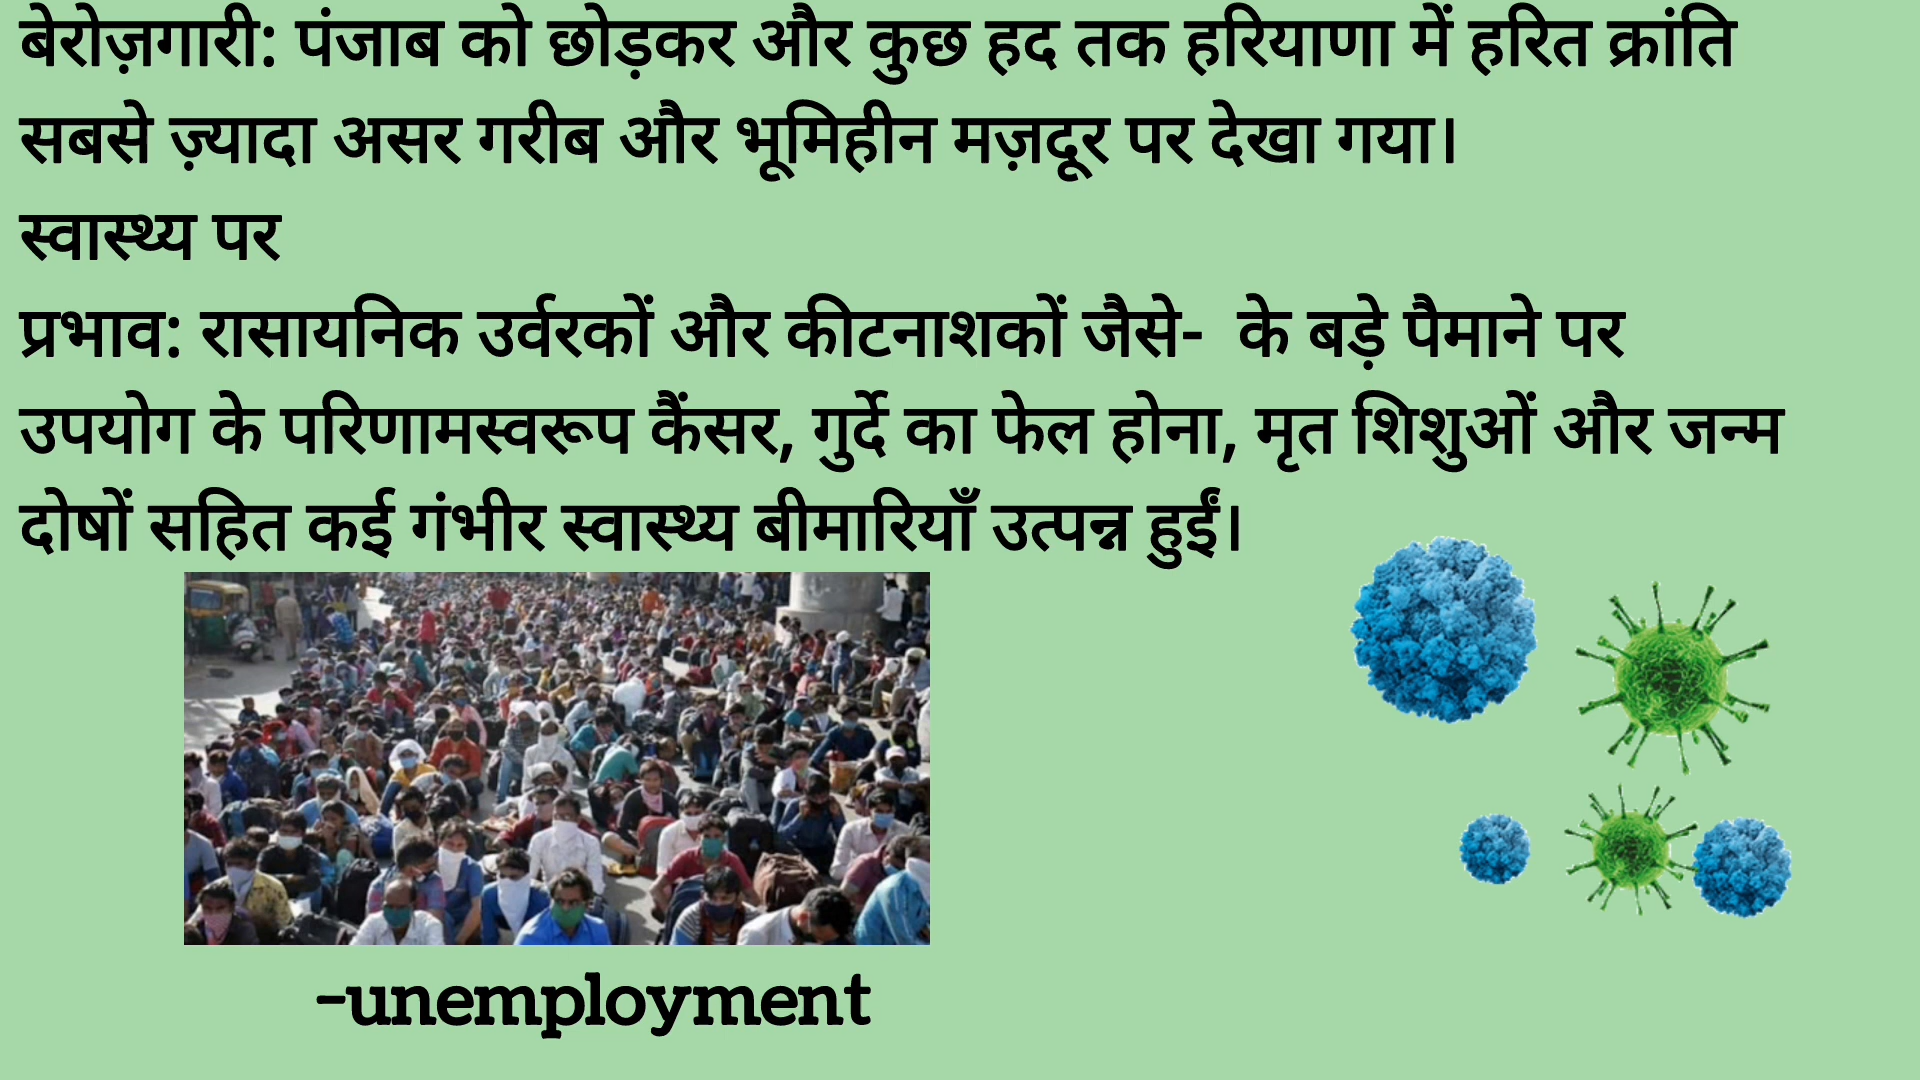 बेरोज़गारी: पंजाब को छोड़कर और कुछ हद तक हरियाणा में हरित क्रांति
सबसे ज़्यादा असर गरीब और भूमिहीन मज़दूर पर देखा गया।
स्वास्थ्य पर
प्रभाव: रासायनिक उर्वरकों और कीटनाशकों जैसे- के बड़े पैमाने पर
उपयोग के परिणामस्वरूप कैंसर, गुर्दे का फेल होना, मृत शिशुओं और जन्म
दोषों सहित कई गंभीर स्वास्थ्य बीमारियाँ उत्पन्न हुईं।
-unemployment